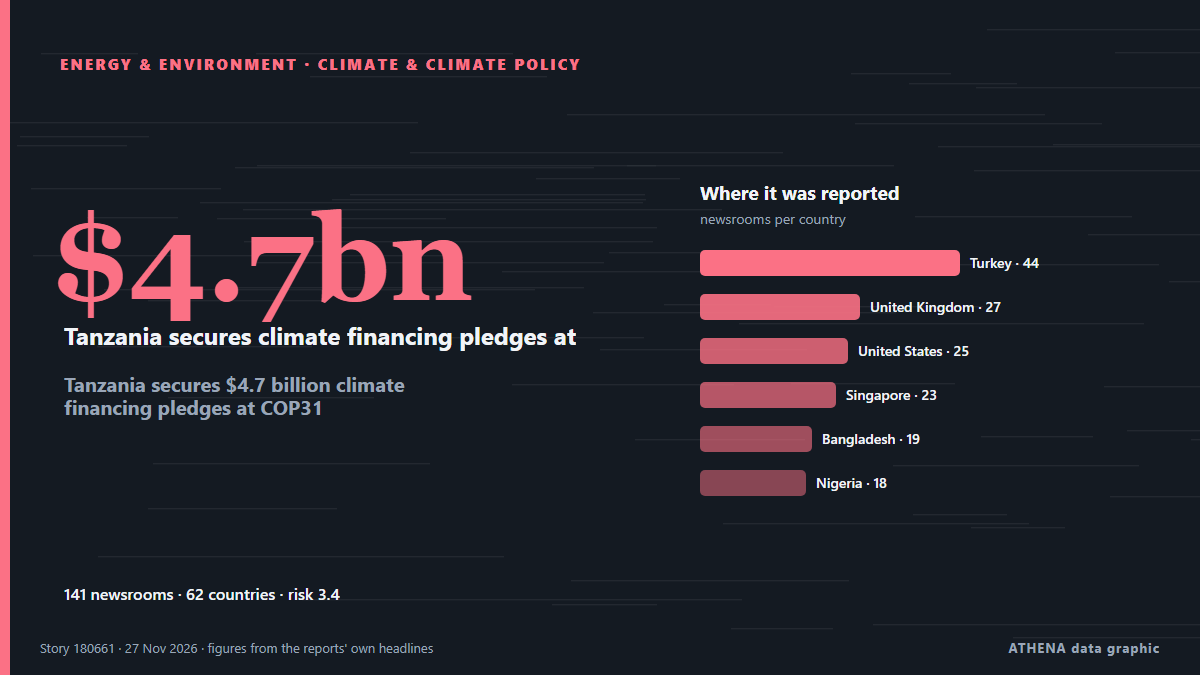 ENERGY & ENVIRONMENT · CLIMATE & CLIMATE POLICY
$4.7bn
Tanzania secures climate financing pledges at
Tanzania secures $4.7 billion climate
financing pledges at COP31
Where it was reported
newsrooms per country
Turkey · 44
United Kingdom · 27
United States · 25
Singapore · 23
Bangladesh · 19
Nigeria · 18
141 newsrooms · 62 countries · risk 3.4
Story 180661 · 27 Nov 2026 · figures from the reports' own headlines
ATHENA data graphic